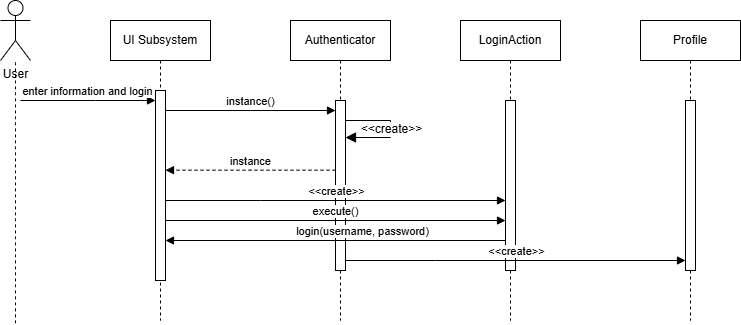 UI Subsystem
Authenticator
LoginAction
Profile
User
enter information and login
instance()
<<create>>
instance
<<create>>
execute()
login(username, password)
<<create>>